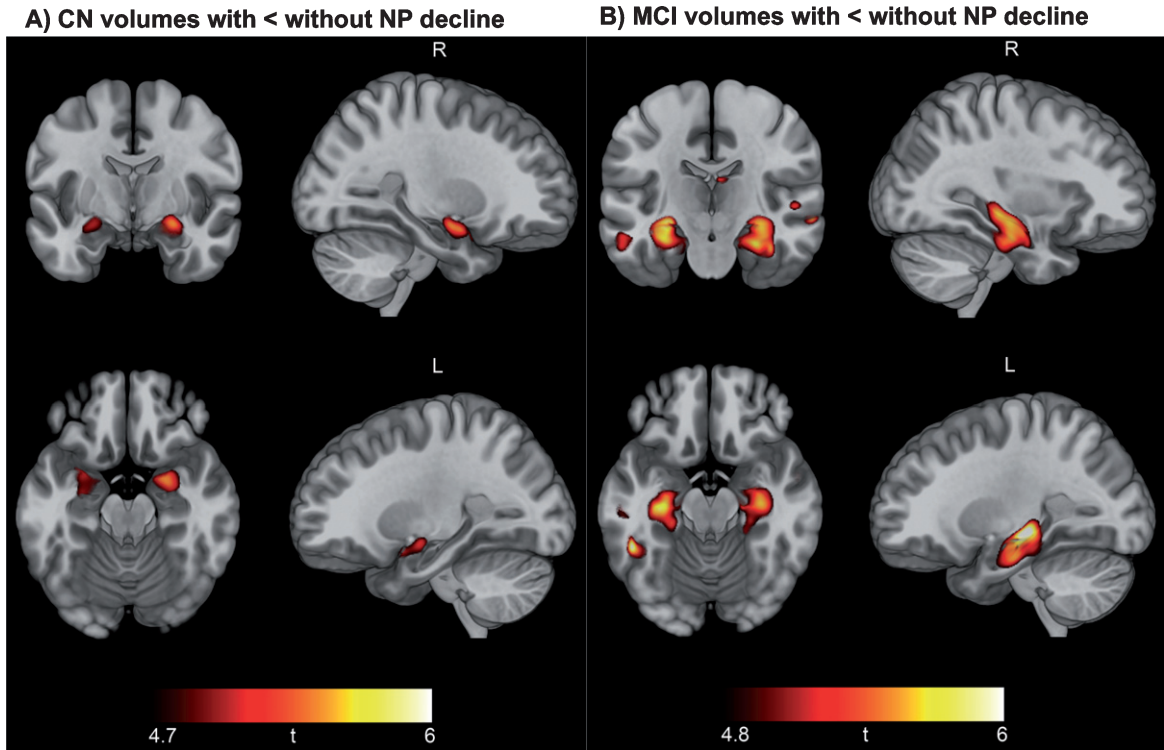 A) CN volumes with < without NP decline
B) MCI volumes with < without NP decline
R
R
L
L
4.7 t 6
4.8 t 6